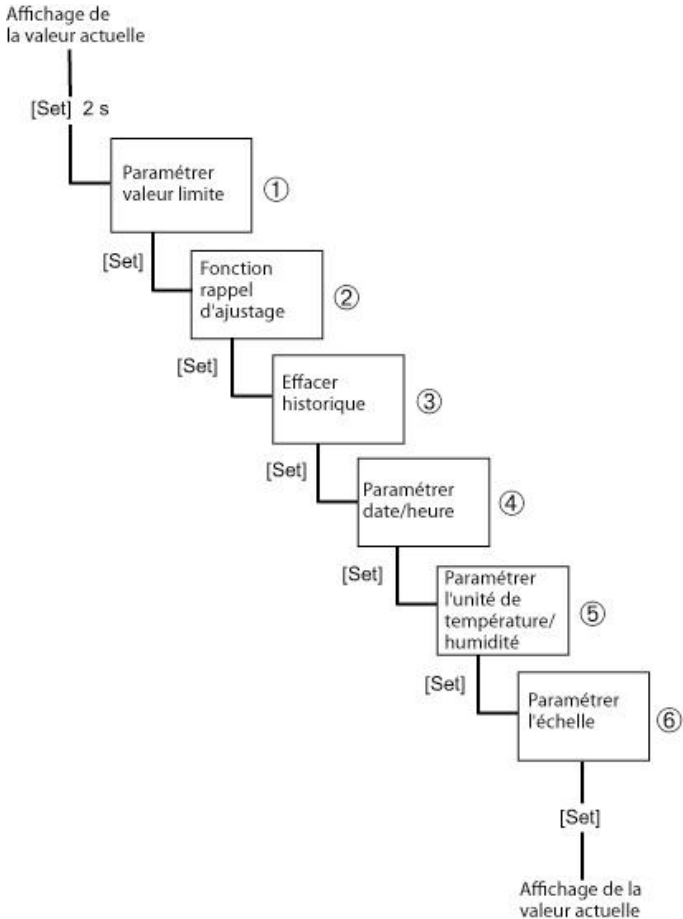 Affichage de
la valeur actuelle
[Set] 2 s
Paramétrer
valeur limite
①
[Set]
Fonction
rappel
d'ajustage
②
[Set]
Effacer
historique
③
[Set]
Paramétrer
date/heure
④
[Set]
Paramétrer
l'unité de
température/
humidité
⑤
[Set]
Paramétrer
l'échelle
⑥
[Set]
Affichage de la
valeur actuelle